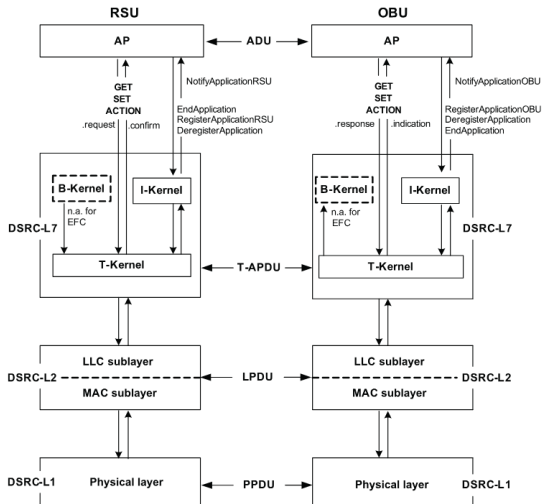 RSU
OBU
AP
ADU
AP
NotifyApplicationRSU
NotifyApplicationOBU
GET
SET
ACTION
GET
SET
ACTION
EndApplication
RegisterApplicationRSU
DeregisterApplication
RegisterApplicationOBU
DeregisterApplication
EndApplication
.request
.confirm
.response
.indication
B-Kernel
I-Kernel
B-Kernel
I-Kernel
n.a. for
EFC
n.a. for
EFC
DSRC-L7
DSRC-L7
T-Kernel
T-APDU
T-Kernel
LLC sublayer
LLC sublayer
DSRC-L2
LPDU
DSRC-L2
MAC sublayer
MAC sublayer
DSRC-L1
Physical layer
PPDU
Physical layer
DSRC-L1